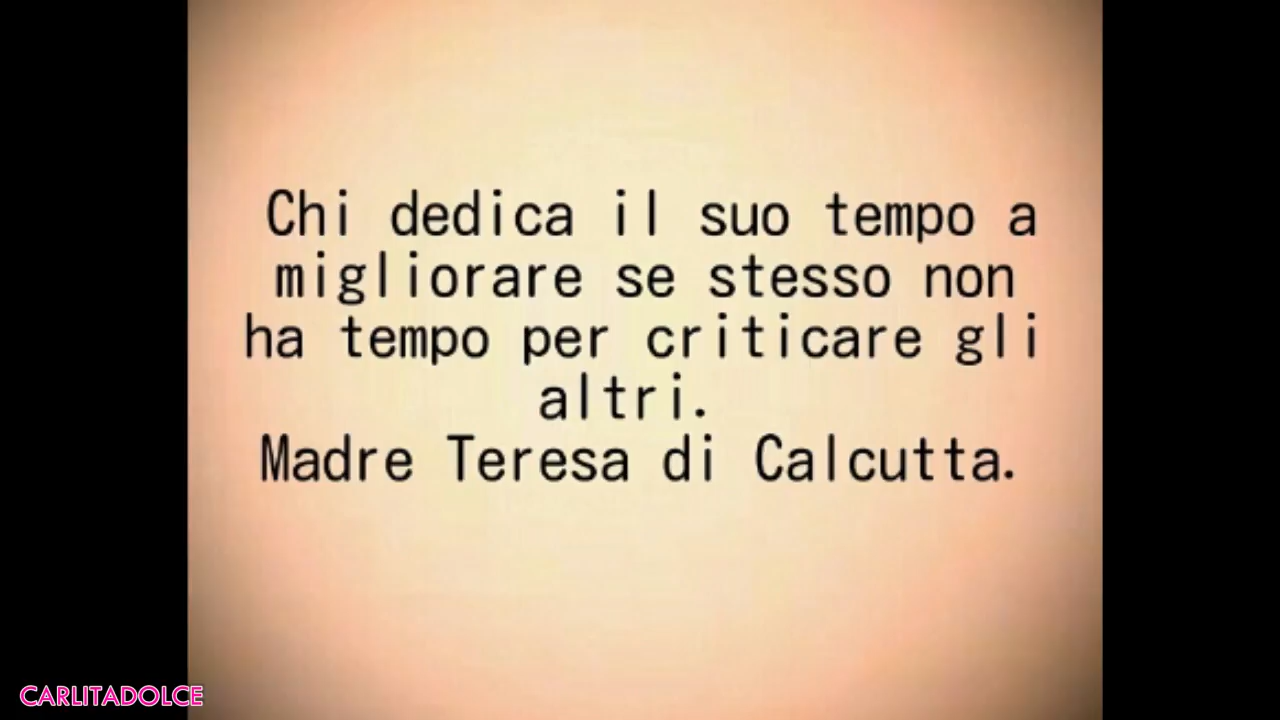 Chi dedica il suo tempo a
migliorare se stesso non
ha tempo per criticare gli
altri.
Madre Teresa di Calcutta.
CARLITADOLCE